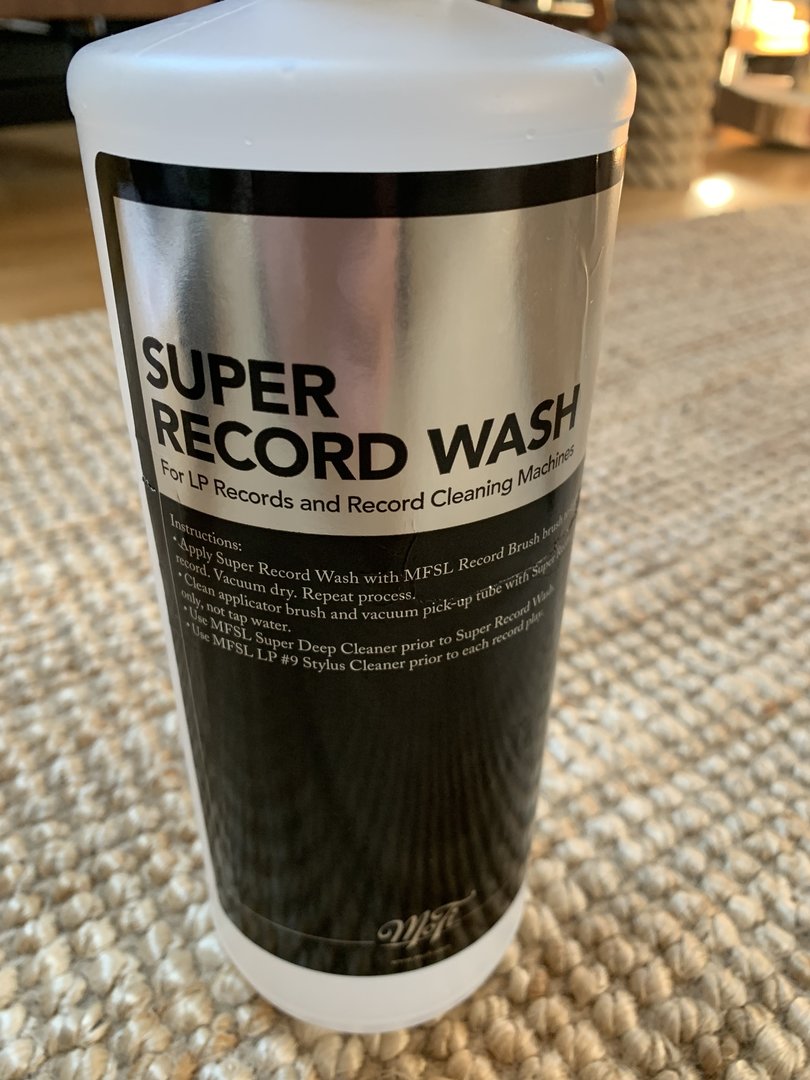 SUPER
RECORD WASH
For LP Records and Record Cleaning Machines
Instructions:
• Apply Super Record Wash with MFSL Record Brush brush
record. Vacuum dry. Repeat process.
• Clean applicator brush and vacuum pick-up tube with Super
only, not tap water.
• Use MFSL Super Deep Cleaner prior to Super Record Wash.
• Use MFSL LP #9 Stylus Cleaner prior to each record play.
MoFi